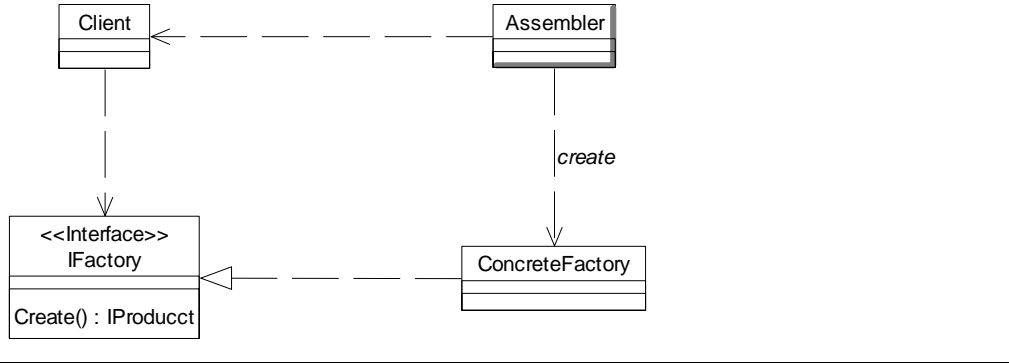 Client
Assembler
create
<<Interface>>
IFactory
ConcreteFactory
Create() : IProducct